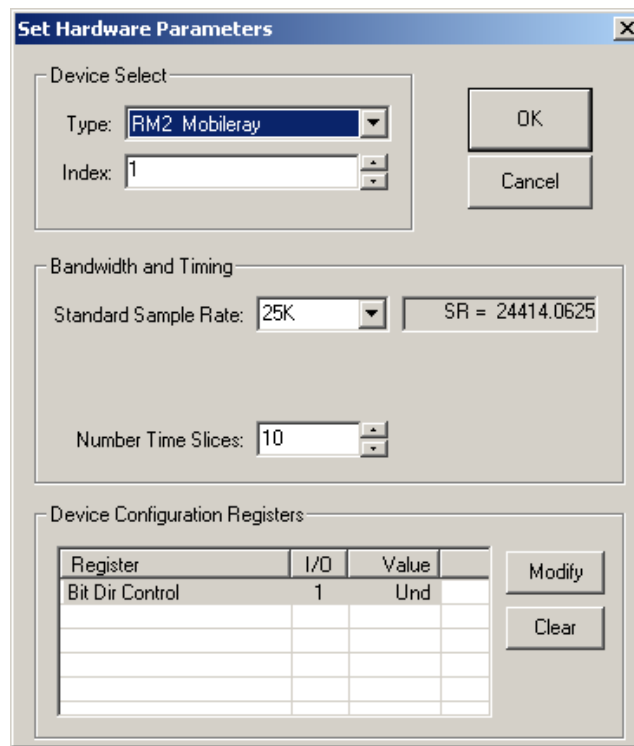 Set Hardware Parameters
Device Select
Type: RM2 Mobileray
Index: 1
OK
Cancel
Bandwidth and Timing
Standard Sample Rate: 25K SR = 24414.0625
Number Time Slices: 10
Device Configuration Registers
Register I/O Value
Bit Dir Control 1 Und
Modify
Clear